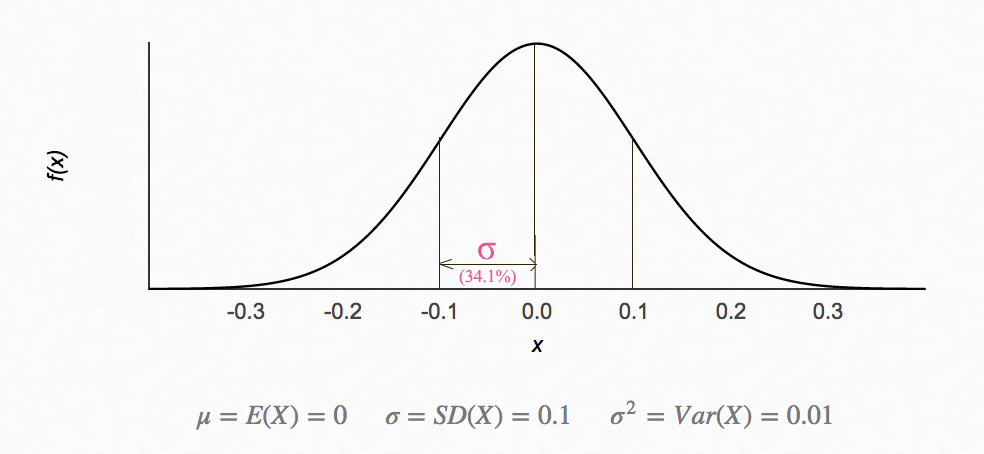 f(x)
σ
(34.1%)
-0.3 -0.2 -0.1 0.0 0.1 0.2 0.3
x
μ = E(X) = 0 σ = SD(X) = 0.1 σ² = Var(X) = 0.01